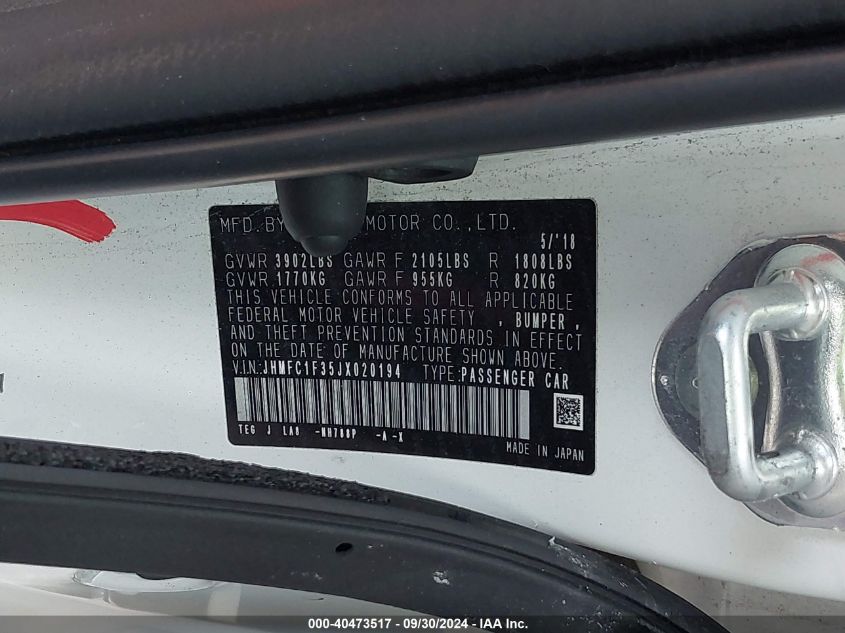 MFD.BY MOTOR CO.,LTD.
5/'18
GVWR 3902LBS GAWR F 2105LBS R 1808LBS
GVWR 1770KG GAWR F 955KG R 820KG
THIS VEHICLE CONFORMS TO ALL APPLICABLE
FEDERAL MOTOR VEHICLE SAFETY , BUMPER ,
AND THEFT PREVENTION STANDARDS IN EFFECT
ON THE DATE OF MANUFACTURE SHOWN ABOVE.
V.IN: JHMFC1F35JX020194 TYPE: PASSENGER CAR
TEG J LA8 -NH788P -A -X
MADE IN JAPAN
000-40473517 - 09/30/2024 - IAA Inc.